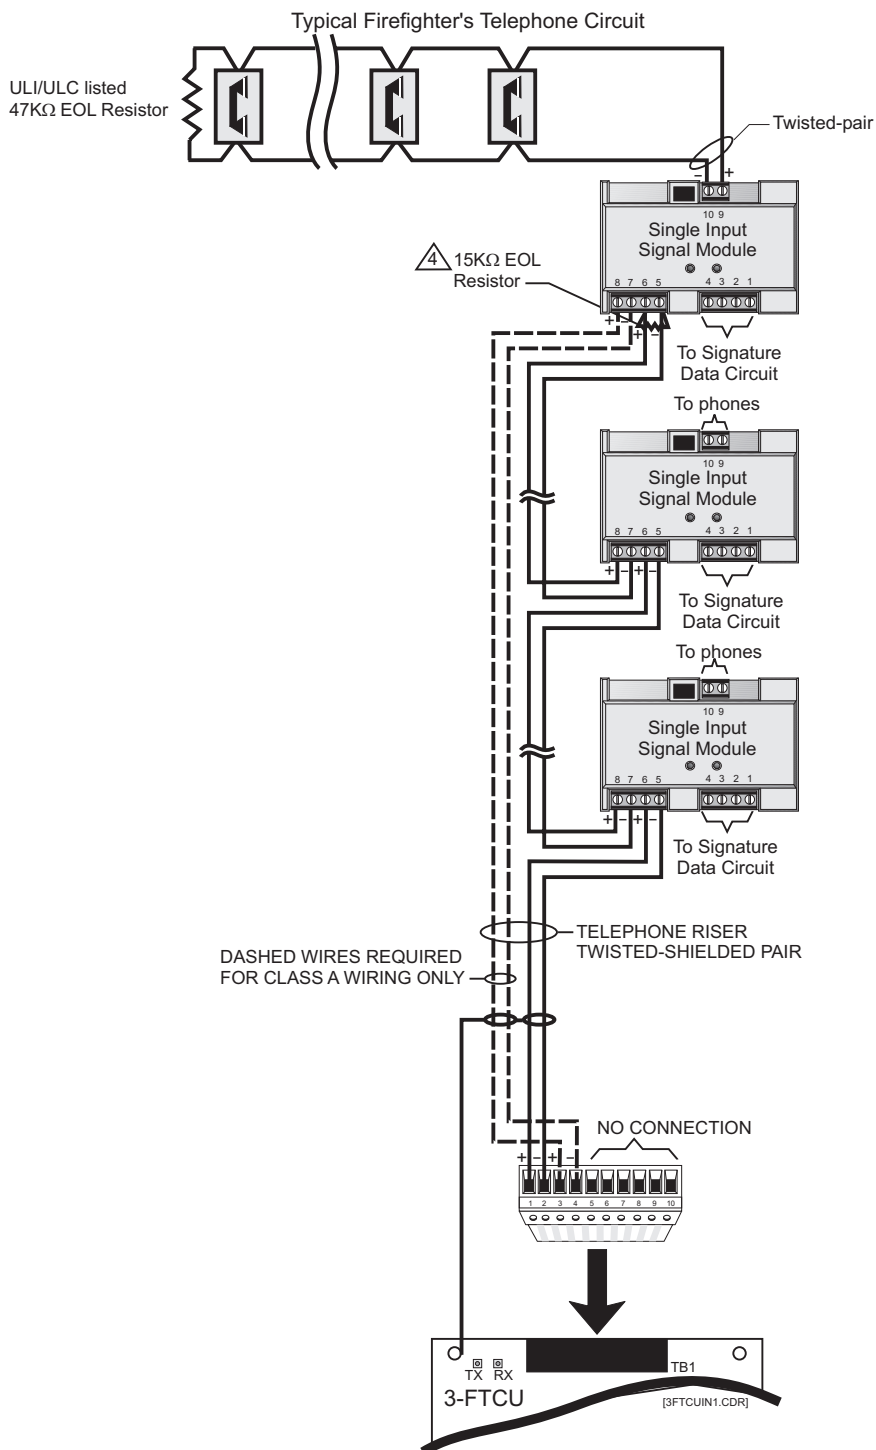 Typical Firefighter's Telephone Circuit
ULI/ULC listed
47KΩ EOL Resistor
Twisted-pair
– +
10 9
Single Input
Signal Module
8 7 6 5 4 3 2 1
4 15KΩ EOL
Resistor
+ – + –
To Signature
Data Circuit
To phones
10 9
Single Input
Signal Module
8 7 6 5 4 3 2 1
+ – + –
To Signature
Data Circuit
To phones
10 9
Single Input
Signal Module
8 7 6 5 4 3 2 1
+ – + –
To Signature
Data Circuit
TELEPHONE RISER
TWISTED-SHIELDED PAIR
DASHED WIRES REQUIRED
FOR CLASS A WIRING ONLY
NO CONNECTION
+ – + –
1 2 3 4 5 6 7 8 9 10
TX RX
TB1
3-FTCU
[3FTCUIN1.CDR]